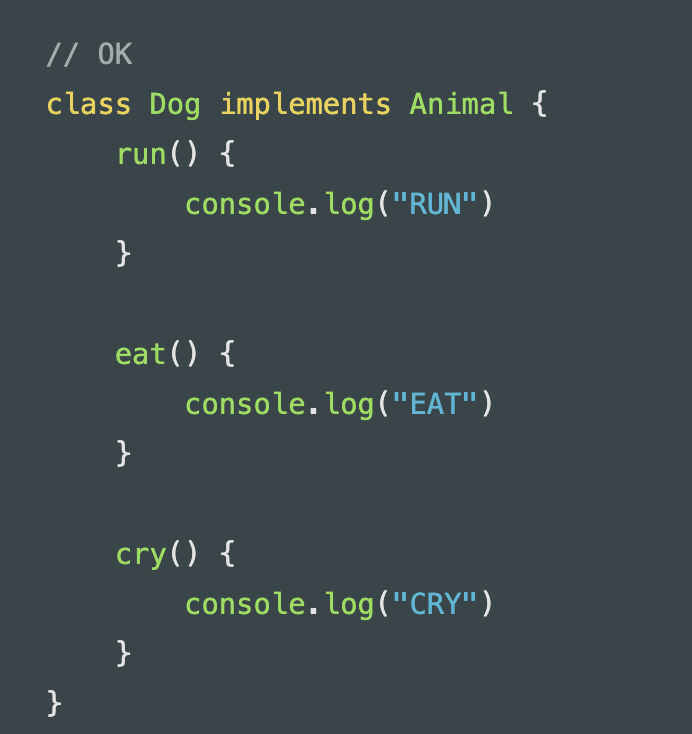 // OK
class Dog implements Animal {
    run() {
        console.log("RUN")
    }

    eat() {
        console.log("EAT")
    }

    cry() {
        console.log("CRY")
    }
}